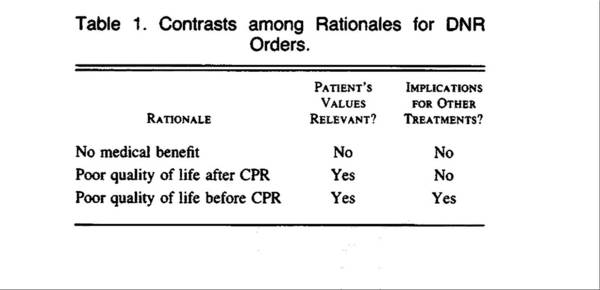 Table 1. Contrasts among Rationales for DNR
Orders.
PATIENT'S IMPLICATIONS
VALUES FOR OTHER
RATIONALE RELEVANT? TREATMENTS?
No medical benefit No No
Poor quality of life after CPR Yes No
Poor quality of life before CPR Yes Yes